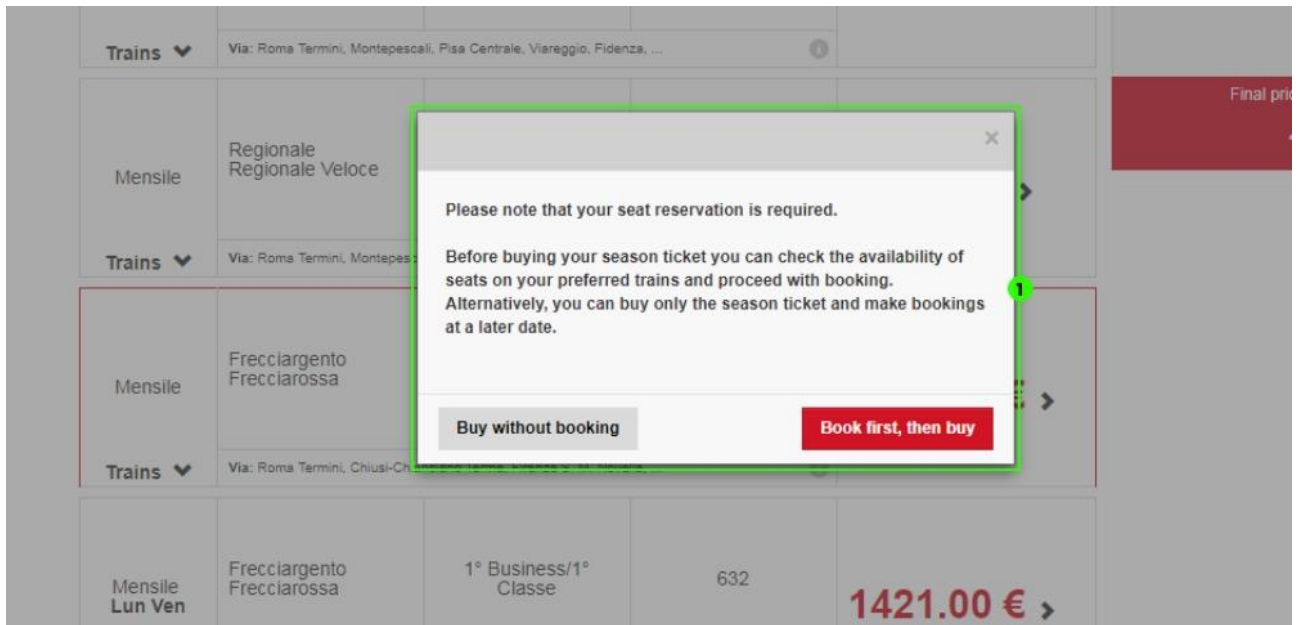 Trains
Via: Roma Termini, Montepescali, Pisa Centrale, Viareggio, Fidenza, ...
Final
Mensile
Regionale
Regionale Veloce
Trains
Via: Roma Termini,
×
Please note that your seat reservation is required.
Before buying your season ticket you can check the availability of
seats on your preferred trains and proceed with booking.
Alternatively, you can buy only the season ticket and make bookings
at a later date.
Buy without booking
Book first, then buy
1
Mensile
Frecciargento
Frecciarossa
€
Trains
Via: Roma Termini,
Mensile
Lun Ven
Frecciargento
Frecciarossa
1° Business/1°
Classe
632
1421.00 €